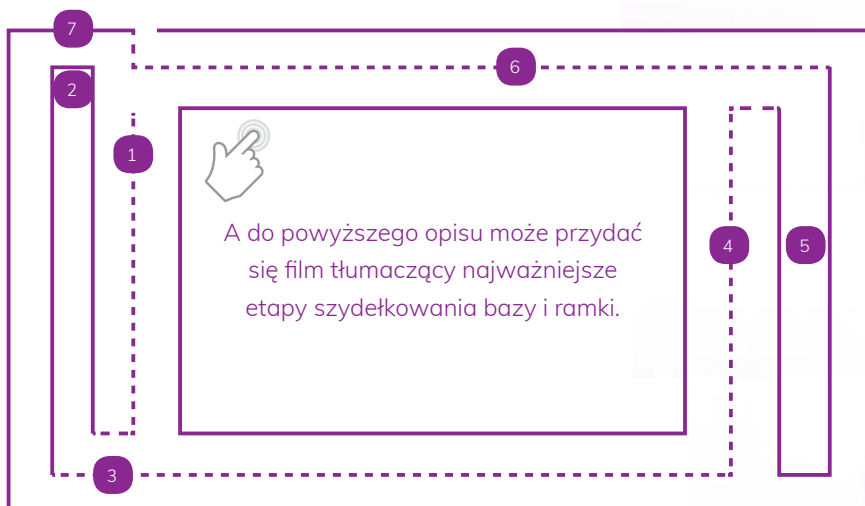 7
6
2
1
A do powyższego opisu może przydać
się film tłumaczący najważniejsze
etapy szydełkowania bazy i ramki.
4
5
3